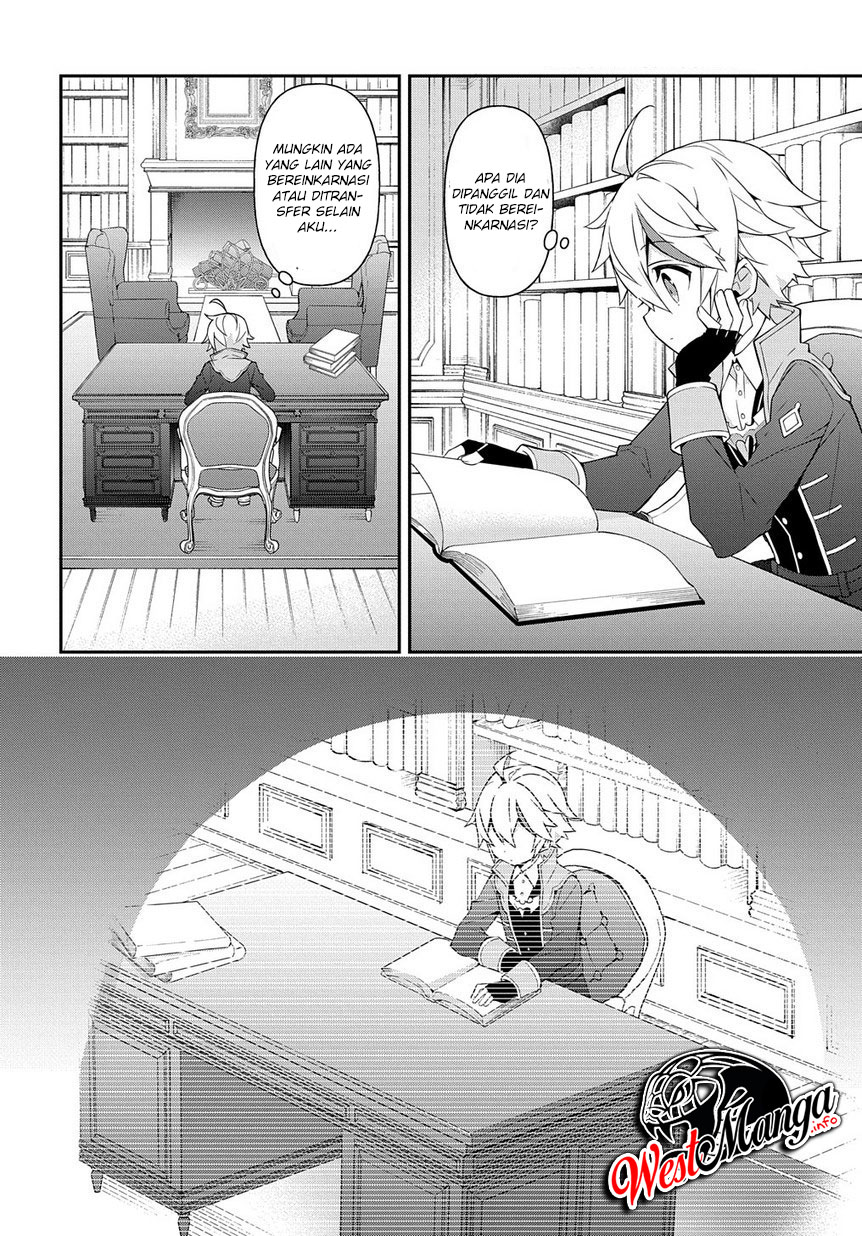 APA DIA
DIPANGGIL DAN
TIDAK BEREI-
NKARNASI?
MUNGKIN ADA
YANG LAIN YANG
BEREINKARNASI
ATAU DITRAN-
SFER SELAIN
AKU...
WestManga
.info